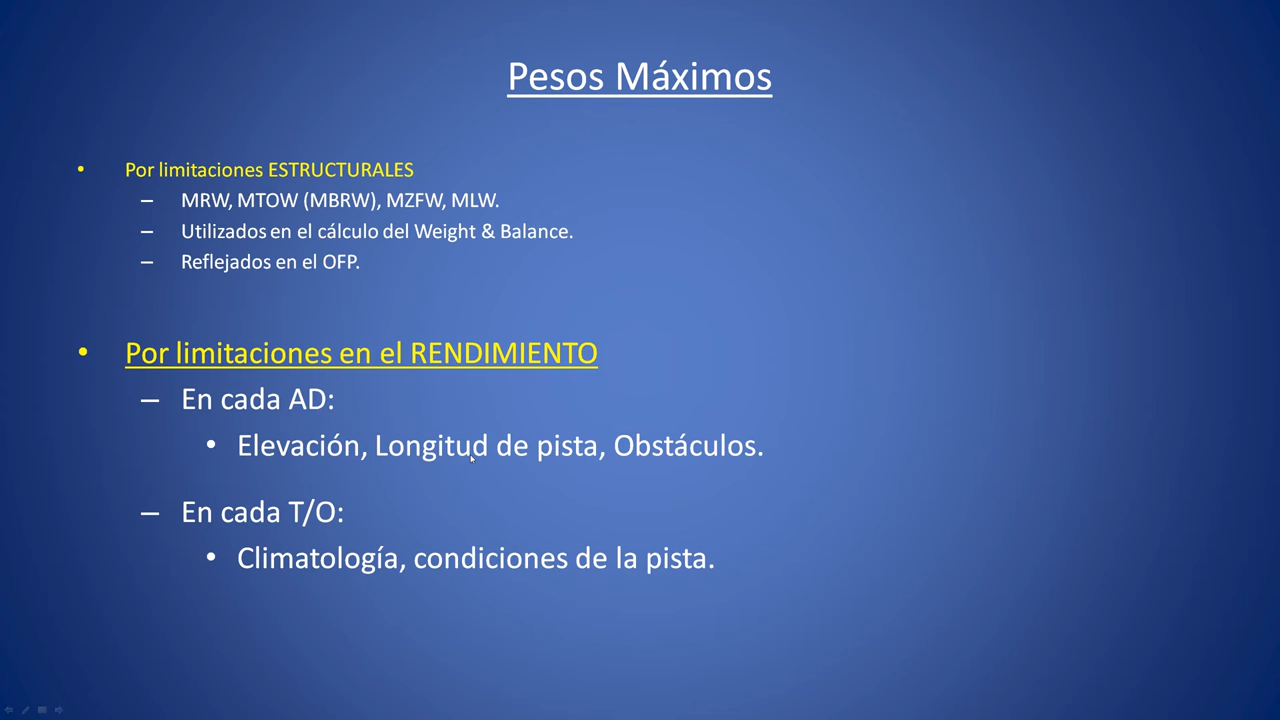 Pesos Máximos
• Por limitaciones ESTRUCTURALES
– MRW, MTOW (MBRW), MZFW, MLW.
– Utilizados en el cálculo del Weight & Balance.
– Reflejados en el OFP.
• Por limitaciones en el RENDIMIENTO
– En cada AD:
• Elevación, Longitud de pista, Obstáculos.
– En cada T/O:
• Climatología, condiciones de la pista.